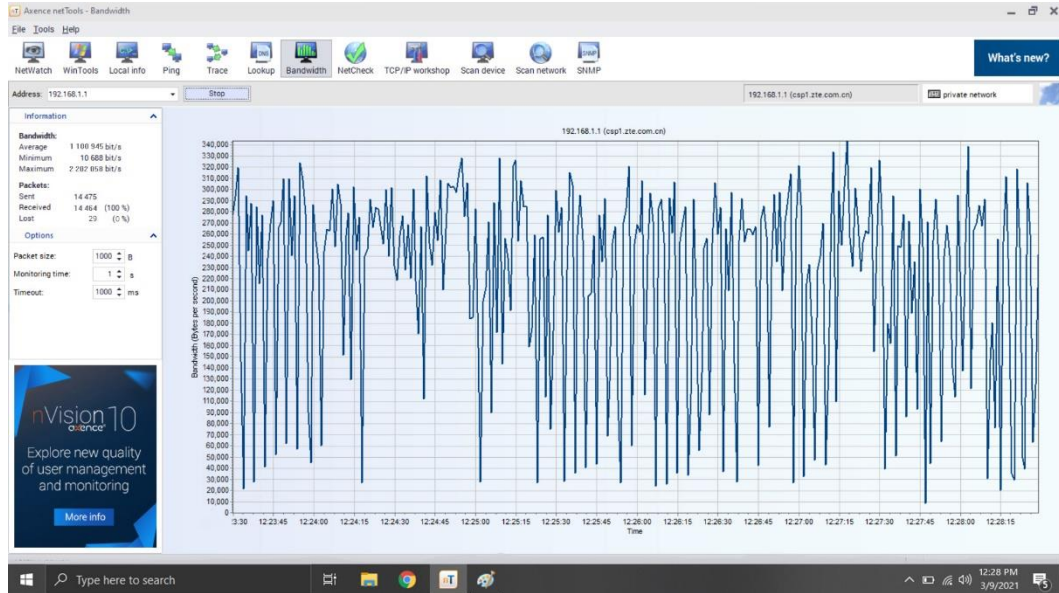 Axence netTools - Bandwidth
File Tools Help
NetWatch WinTools Local info Ping Trace Lookup Bandwidth NetCheck TCP/IP workshop Scan device Scan network SNMP
What's new?
Address: 192.168.1.1 Stop 192.168.1.1 (csp1.zte.com.cn) private network
Information
Bandwidth:
Average 1 100 945 bit/s
Minimum 10 688 bit/s
Maximum 2 202 058 bit/s
Packets:
Sent 14 475
Received 14 464 (100 %)
Lost 29 (0 %)
Options
Packet size: 1000 B
Monitoring time: 1 s
Timeout: 1000 ms
nVision 10
axence
Explore new quality
of user management
and monitoring
More info
192.168.1.1 (csp1.zte.com.cn)
Bandwidth (Bytes per second)
340,000
330,000
320,000
310,000
300,000
290,000
280,000
270,000
260,000
250,000
240,000
230,000
220,000
210,000
200,000
190,000
180,000
170,000
160,000
150,000
140,000
130,000
120,000
110,000
100,000
90,000
80,000
70,000
60,000
50,000
40,000
30,000
20,000
10,000
0
3:30 12:23:45 12:24:00 12:24:15 12:24:30 12:24:45 12:25:00 12:25:15 12:25:30 12:25:45 12:26:00 12:26:15 12:26:30 12:26:45 12:27:00 12:27:15 12:27:30 12:27:45 12:28:00 12:28:15
Time
Type here to search
12:28 PM
3/9/2021